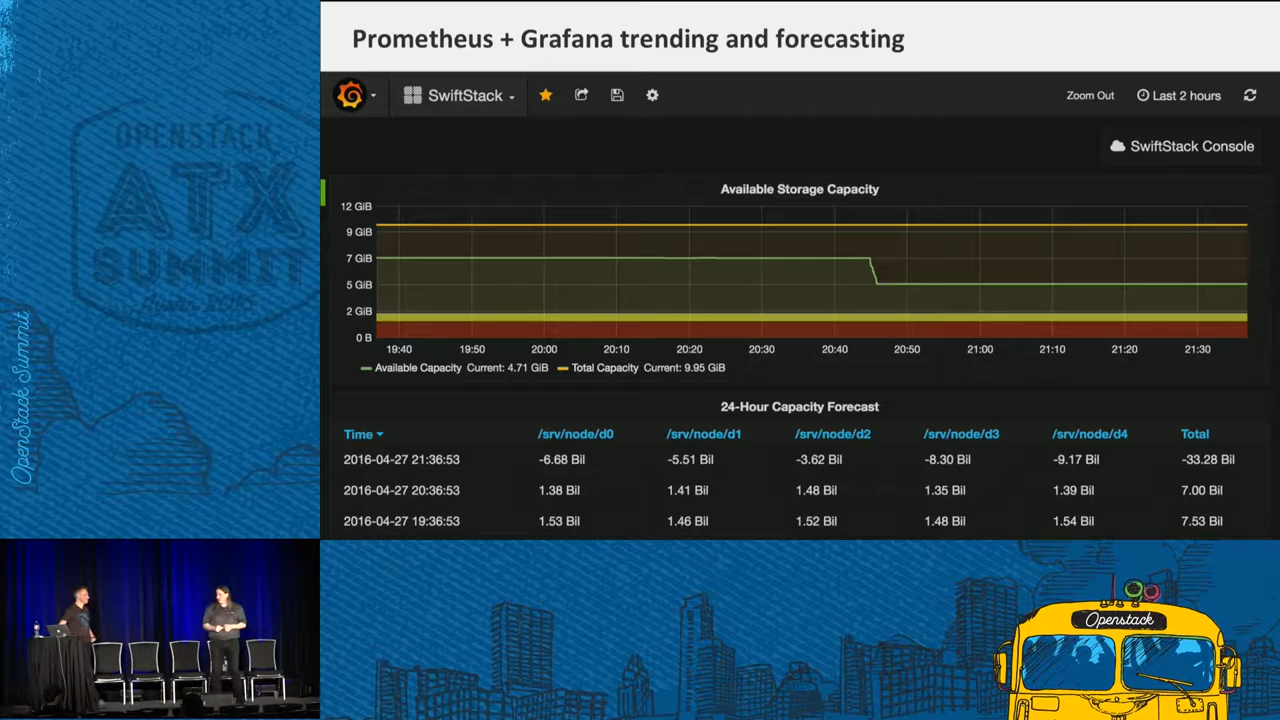 Prometheus + Grafana trending and forecasting
SwiftStack
Zoom Out
Last 2 hours
SwiftStack Console
Available Storage Capacity
12 GiB
9 GiB
7 GiB
5 GiB
2 GiB
0 B
19:40 19:50 20:00 20:10 20:20 20:30 20:40 20:50 21:00 21:10 21:20 21:30
Available Capacity Current: 4.71 GiB Total Capacity Current: 9.95 GiB
24-Hour Capacity Forecast
Time /srv/node/d0 /srv/node/d1 /srv/node/d2 /srv/node/d3 /srv/node/d4 Total
2016-04-27 21:36:53 -6.68 Bil -5.51 Bil -3.62 Bil -8.30 Bil -9.17 Bil -33.28 Bil
2016-04-27 20:36:53 1.38 Bil 1.41 Bil 1.48 Bil 1.35 Bil 1.39 Bil 7.00 Bil
2016-04-27 19:36:53 1.53 Bil 1.46 Bil 1.52 Bil 1.48 Bil 1.54 Bil 7.53 Bil
OPENSTACK
ATX
SUMMIT
OpenStack Summit
Openstack